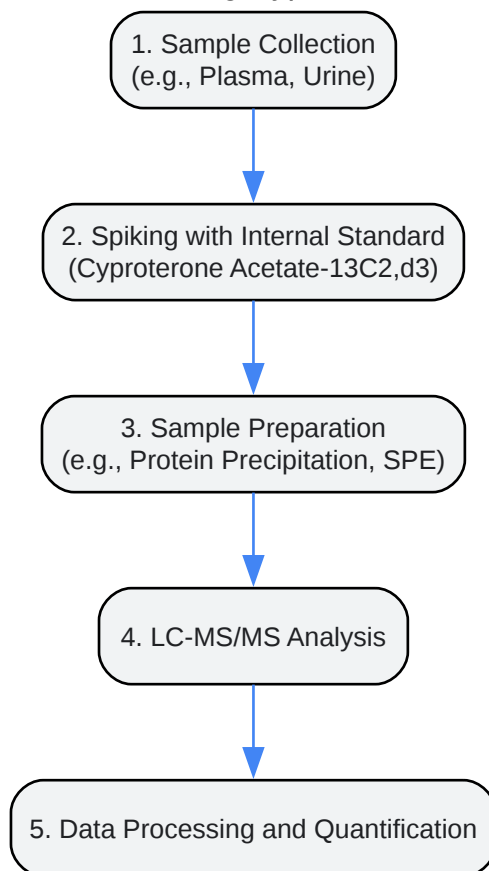 1. Sample Collection
(e.g., Plasma, Urine)
2. Spiking with Internal Standard
(Cyproterone Acetate-13C2,d3)
3. Sample Preparation
(e.g., Protein Precipitation, SPE)
4. LC-MS/MS Analysis
5. Data Processing and Quantification